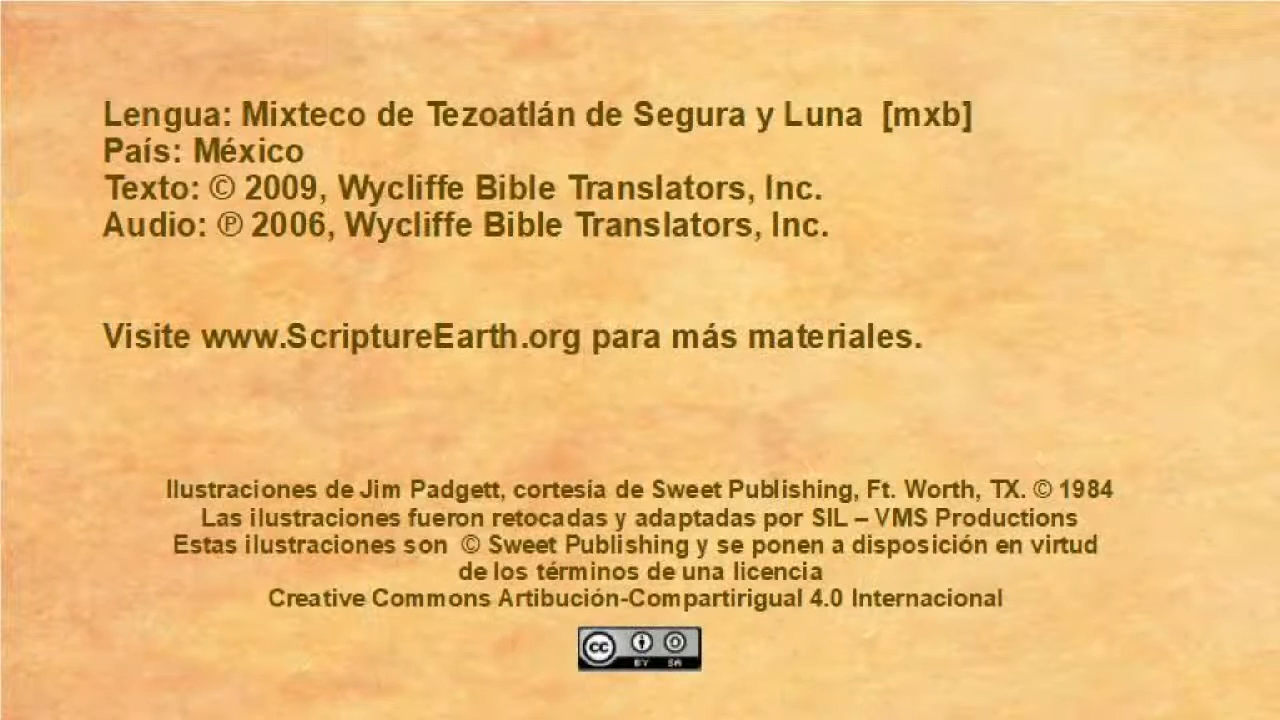 Lengua: Mixteco de Tezoatlán de Segura y Luna [mxb]
País: México
Texto: © 2009, Wycliffe Bible Translators, Inc.
Audio: ℗ 2006, Wycliffe Bible Translators, Inc.
Visite www.ScriptureEarth.org para más materiales.
Ilustraciones de Jim Padgett, cortesía de Sweet Publishing, Ft. Worth, TX. © 1984
Las ilustraciones fueron retocadas y adaptadas por SIL – VMS Productions
Estas ilustraciones son © Sweet Publishing y se ponen a disposición en virtud
de los términos de una licencia
Creative Commons Artibución-Compartirigual 4.0 Internacional
cc BY SA